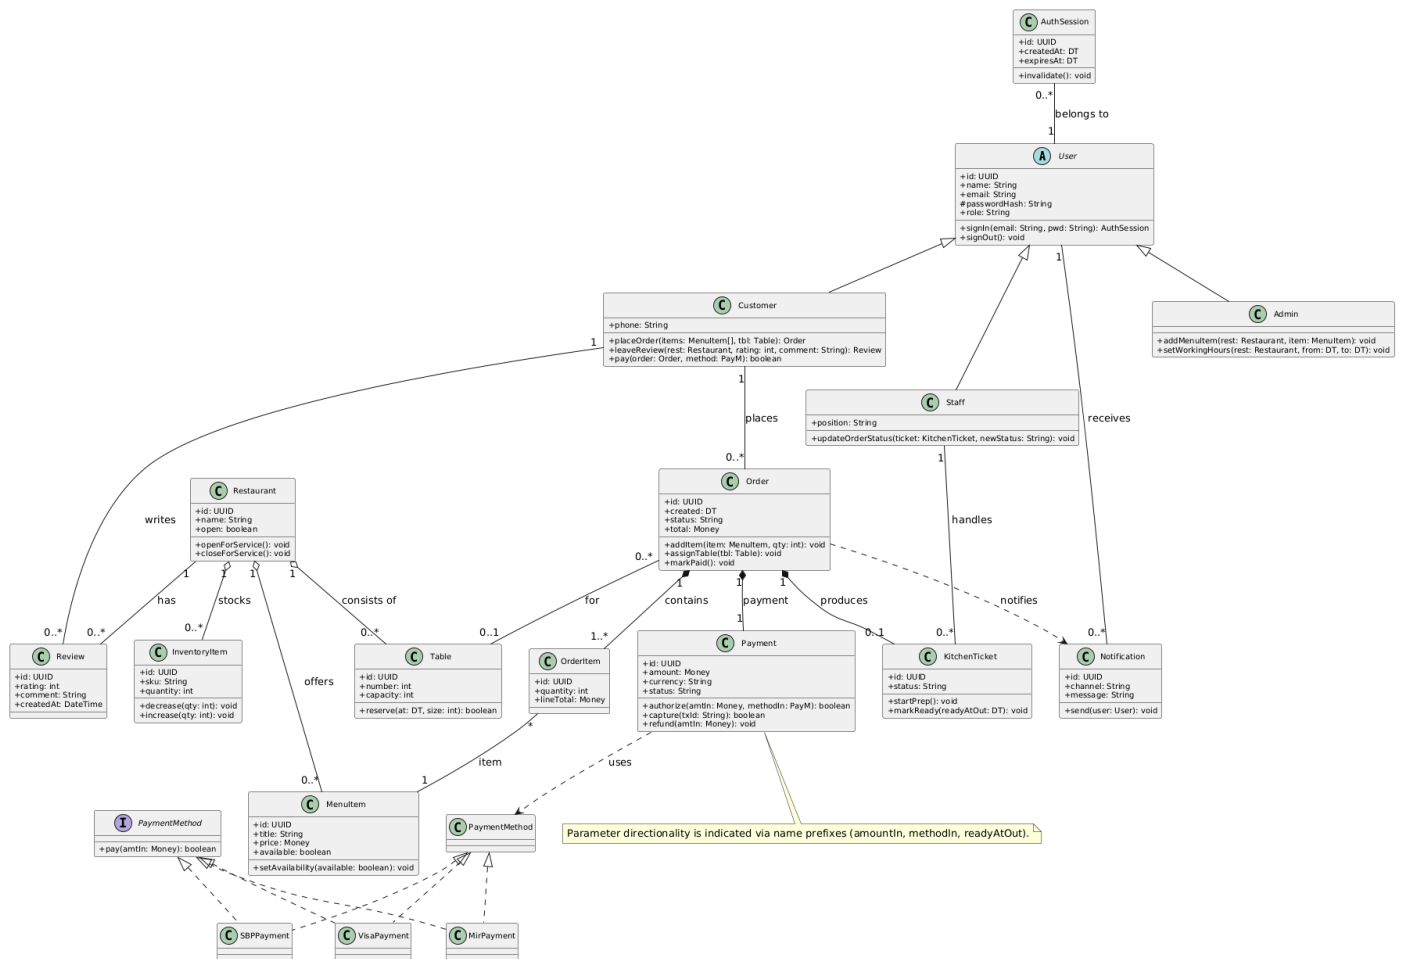 C AuthSession
+id: UUID
+createdAt: DT
+expiresAt: DT
+invalidate(): void
0..*
belongs to
1
A User
+id: UUID
+name: String
+email: String
#passwordHash: String
+role: String
+signIn(email: String, pwd: String): AuthSession
+signOut(): void
1
C Customer
+phone: String
+placeOrder(items: MenuItem[], tbl: Table): Order
+leaveReview(rest: Restaurant, rating: int, comment: String): Review
+pay(order: Order, method: PayM): boolean
C Admin
+addMenuItem(rest: Restaurant, item: MenuItem): void
+setWorkingHours(rest: Restaurant, from: DT, to: DT): void
1
1
places
0..*
C Staff
+position: String
+updateOrderStatus(ticket: KitchenTicket, newStatus: String): void
receives
1
handles
writes
C Restaurant
+id: UUID
+name: String
+open: boolean
+openForService(): void
+closeForService(): void
C Order
+id: UUID
+created: DT
+status: String
+total: Money
+addItem(item: MenuItem, qty: int): void
+assignTable(tbl: Table): void
+markPaid(): void
1
1
1
1
0..*
1
1
1
has
stocks
consists of
for
contains
payment
produces
notifies
0..*
0..*
0..*
0..*
0..1
1..*
1
0..1
0..*
0..*
C Review
+id: UUID
+rating: int
+comment: String
+createdAt: DateTime
C InventoryItem
+id: UUID
+sku: String
+quantity: int
+decrease(qty: int): void
+increase(qty: int): void
offers
C Table
+id: UUID
+number: int
+capacity: int
+reserve(at: DT, size: int): boolean
C OrderItem
+id: UUID
+quantity: int
+lineTotal: Money
C Payment
+id: UUID
+amount: Money
+currency: String
+status: String
+authorize(amtIn: Money, methodIn: PayM): boolean
+capture(txId: String): boolean
+refund(amtIn: Money): void
C KitchenTicket
+id: UUID
+status: String
+startPrep(): void
+markReady(readyAtOut: DT): void
C Notification
+id: UUID
+channel: String
+message: String
+send(user: User): void
*
item
uses
0..*
1
I PaymentMethod
+pay(amtIn: Money): boolean
C MenuItem
+id: UUID
+title: String
+price: Money
+available: boolean
+setAvailability(available: boolean): void
C PaymentMethod
Parameter directionality is indicated via name prefixes (amountIn, methodIn, readyAtOut).
C SBPPayment
C VisaPayment
C MirPayment